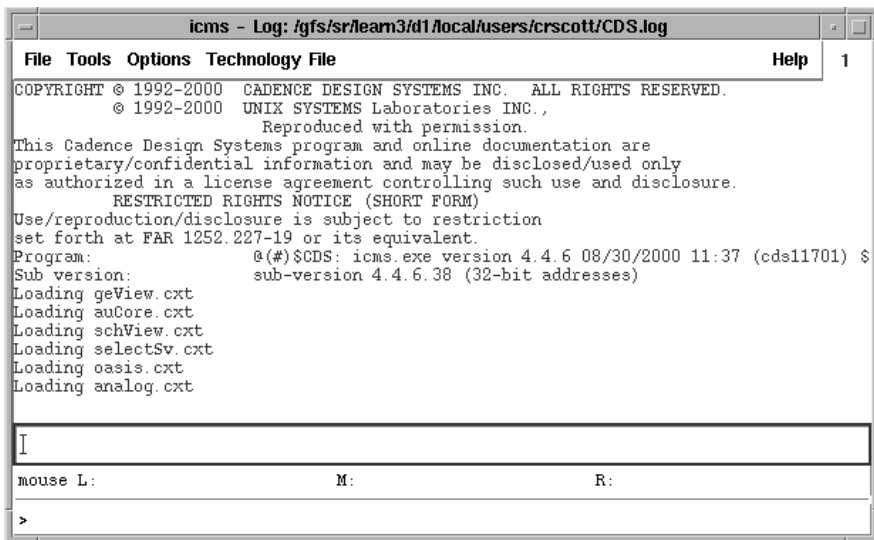 icms - Log: /gfs/sr/learn3/d1/local/users/crscott/CDS.log
File Tools Options Technology File Help 1
COPYRIGHT © 1992-2000 CADENCE DESIGN SYSTEMS INC. ALL RIGHTS RESERVED.
© 1992-2000 UNIX SYSTEMS Laboratories INC.,
Reproduced with permission.
This Cadence Design Systems program and online documentation are
proprietary/confidential information and may be disclosed/used only
as authorized in a license agreement controlling such use and disclosure.
RESTRICTED RIGHTS NOTICE (SHORT FORM)
Use/reproduction/disclosure is subject to restriction
set forth at FAR 1252.227-19 or its equivalent.
Program: @(#)$CDS: icms.exe version 4.4.6 08/30/2000 11:37 (cds11701) $
Sub version: sub-version 4.4.6.38 (32-bit addresses)
Loading geView.cxt
Loading auCore.cxt
Loading schView.cxt
Loading selectSv.cxt
Loading oasis.cxt
Loading analog.cxt
mouse L: M: R:
>